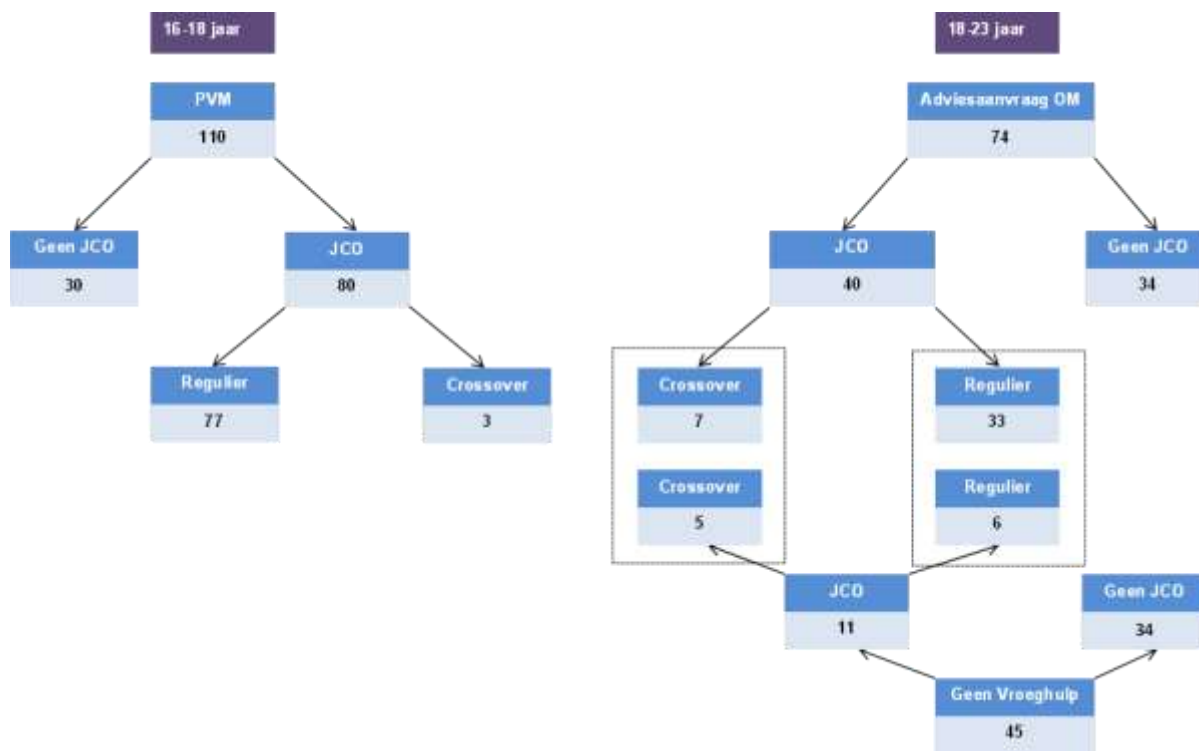 16-18 jaar
18-23 jaar
PVM
110
Adviesaanvraag OM
74
Geen JCO
30
JCO
80
JCO
40
Geen JCO
34
Regulier
77
Crossover
3
Crossover
7
Regulier
33
Crossover
5
Regulier
6
JCO
11
Geen JCO
34
Geen Vroeghulp
45